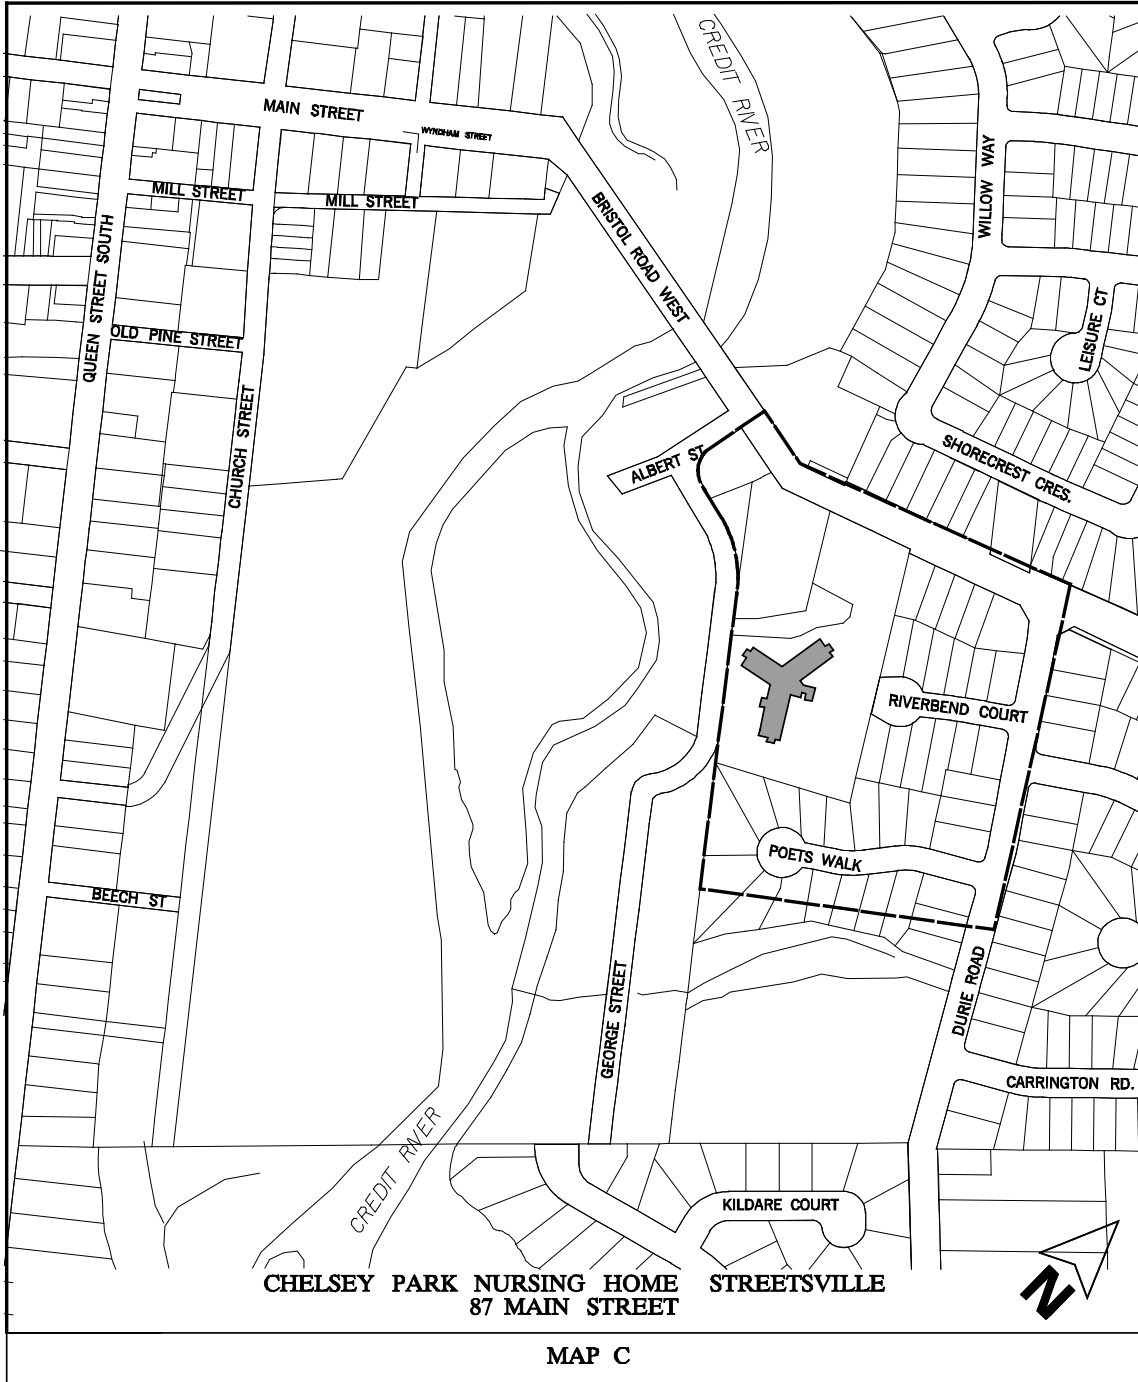 CREDIT RIVER
MAIN STREET
WYNDHAM STREET
WILLOW WAY
MILL STREET
MILL STREET
BRISTOL ROAD WEST
QUEEN STREET SOUTH
OLD PINE STREET
LEISURE CT
CHURCH STREET
SHORECREST CRES.
ALBERT ST
RIVERBEND COURT
POETS WALK
BEECH ST
GEORGE STREET
DURIE ROAD
CARRINGTON RD.
CREDIT RIVER
KILDARE COURT
N
CHELSEY PARK NURSING HOME STREETSVILLE
87 MAIN STREET
MAP C